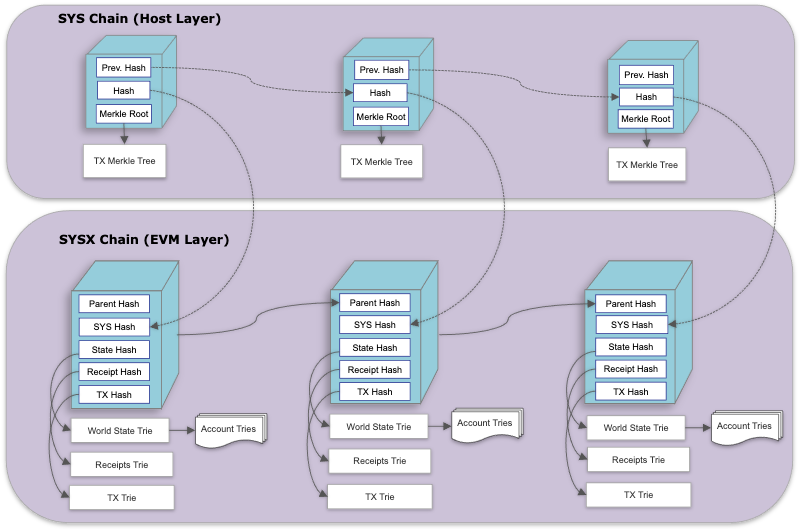 SYS Chain (Host Layer)
Prev. Hash
Hash
Merkle Root
TX Merkle Tree
Prev. Hash
Hash
Merkle Root
TX Merkle Tree
Prev. Hash
Hash
Merkle Root
TX Merkle Tree
SYSX Chain (EVM Layer)
Parent Hash
SYS Hash
State Hash
Receipt Hash
TX Hash
World State Trie
Account Tries
Receipts Trie
TX Trie
Parent Hash
SYS Hash
State Hash
Receipt Hash
TX Hash
World State Trie
Account Tries
Receipts Trie
TX Trie
Parent Hash
SYS Hash
State Hash
Receipt Hash
TX Hash
World State Trie
Account Tries
Receipts Trie
TX Trie